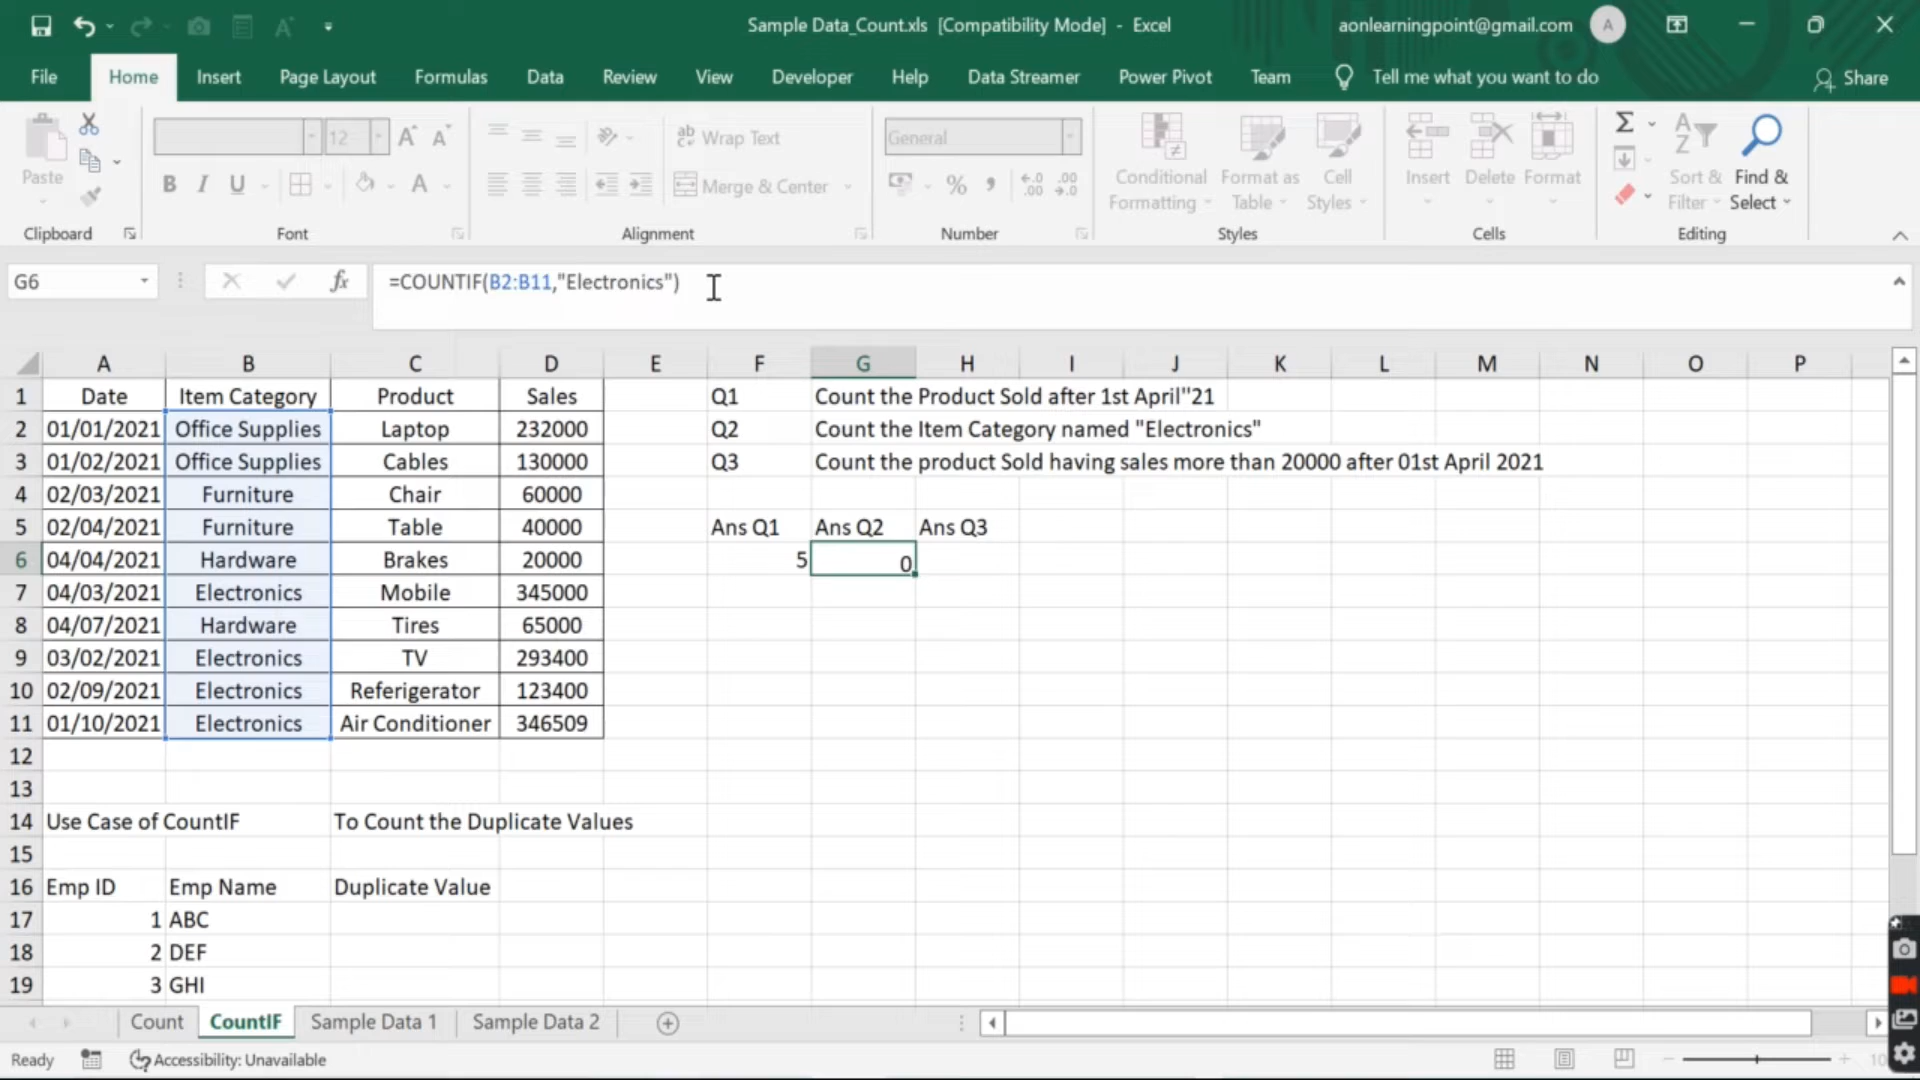 Sample Data_Count.xls [Compatibility Mode] - Excel
aonlearningpoint@gmail.com A
File Home Insert Page Layout Formulas Data Review View Developer Help Data Streamer Power Pivot Team Tell me what you want to do Share
Paste 12 Wrap Text General Conditional Formatting Format as Table Cell Styles Insert Delete Format Sort & Filter Find & Select
B I U Merge & Center
Clipboard Font Alignment Number Styles Cells Editing
G6 fx =COUNTIF(B2:B11,"Electronics")
A B C D E F G H I J K L M N O P
1 Date Item Category Product Sales Q1 Count the Product Sold after 1st April"21
2 01/01/2021 Office Supplies Laptop 232000 Q2 Count the Item Category named "Electronics"
3 01/02/2021 Office Supplies Cables 130000 Q3 Count the product Sold having sales more than 20000 after 01st April 2021
4 02/03/2021 Furniture Chair 60000
5 02/04/2021 Furniture Table 40000 Ans Q1 Ans Q2 Ans Q3
6 04/04/2021 Hardware Brakes 20000 5 0
7 04/03/2021 Electronics Mobile 345000
8 04/07/2021 Hardware Tires 65000
9 03/02/2021 Electronics TV 293400
10 02/09/2021 Electronics Referigerator 123400
11 01/10/2021 Electronics Air Conditioner 346509
12
13
14 Use Case of CountIF To Count the Duplicate Values
15
16 Emp ID Emp Name Duplicate Value
17 1 ABC
18 2 DEF
19 3 GHI
Count CountIF Sample Data 1 Sample Data 2
Ready Accessibility: Unavailable